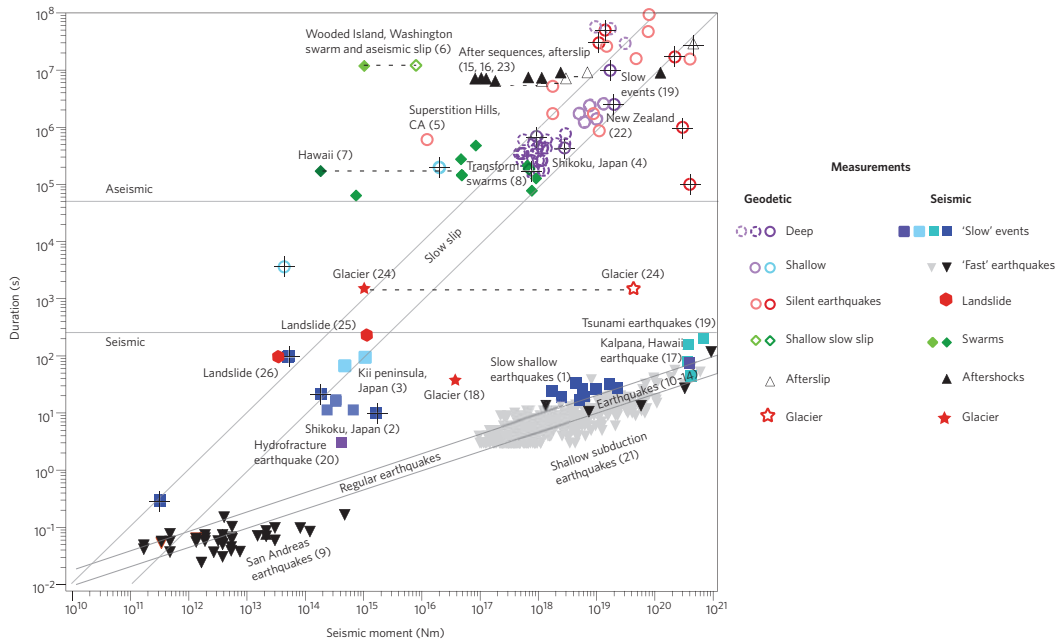 10⁸
10⁷
10⁶
10⁵
10⁴
10³
10²
10¹
10⁰
10⁻¹
10⁻²
Duration (s)
10¹⁰
10¹¹
10¹²
10¹³
10¹⁴
10¹⁵
10¹⁶
10¹⁷
10¹⁸
10¹⁹
10²⁰
10²¹
Seismic moment (Nm)
Wooded Island, Washington
swarm and aseismic slip (6)
After sequences, afterslip
(15, 16, 23)
Slow
events (19)
Superstition Hills,
CA (5)
New Zealand
(22)
Hawaii (7)
Transform
swarms (8)
Shikoku, Japan (4)
Aseismic
Slow slip
Glacier (24)
Glacier (24)
Landslide (25)
Tsunami earthquakes (19)
Seismic
Kalpana, Hawaii
earthquake (17)
Landslide (26)
Kii peninsula,
Japan (3)
Slow shallow
earthquakes (1)
Glacier (18)
Earthquakes (10–14)
Shikoku, Japan (2)
Hydrofracture
earthquake (20)
Shallow subduction
earthquakes (21)
Regular earthquakes
San Andreas
earthquakes (9)
Measurements
Geodetic
Seismic
Deep
'Slow' events
Shallow
'Fast' earthquakes
Silent earthquakes
Landslide
Shallow slow slip
Swarms
Afterslip
Aftershocks
Glacier
Glacier